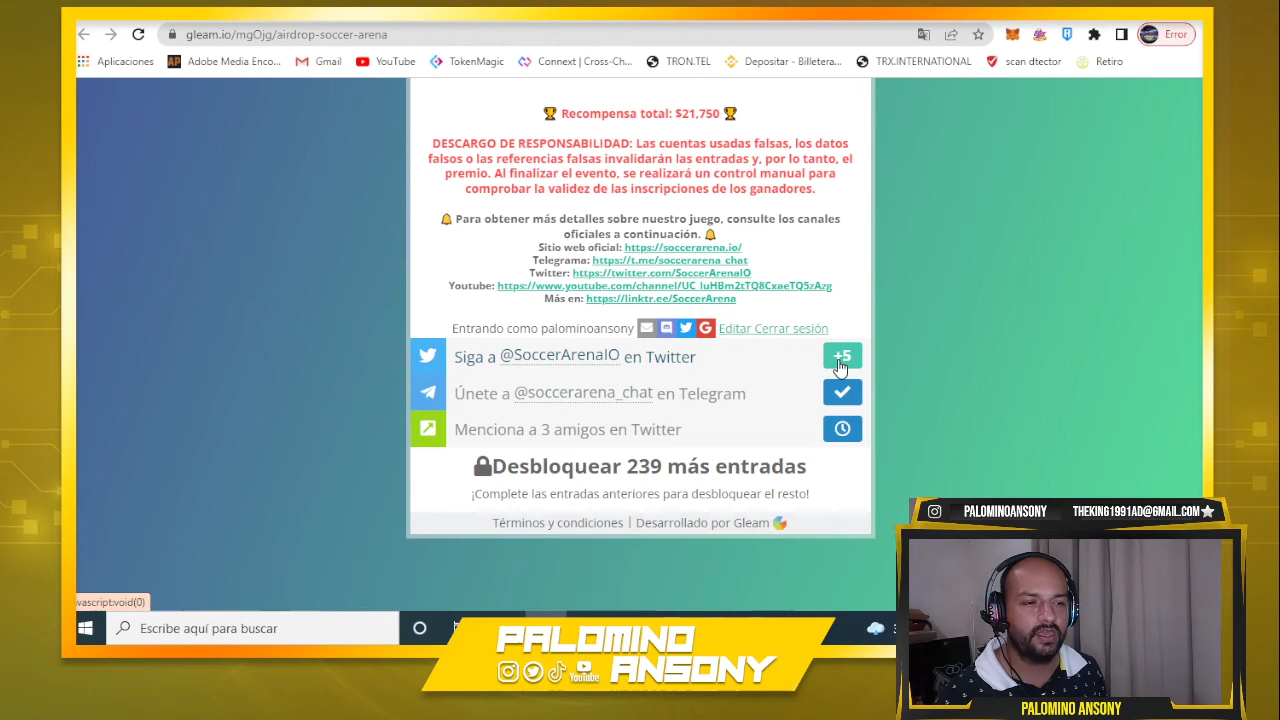 gleam.io/mgOjg/airdrop-soccer-arena
Error
Aplicaciones
Adobe Media Enco...
Gmail
YouTube
TokenMagic
Connext | Cross-Ch...
TRON.TEL
Depositar - Billetera...
TRX.INTERNATIONAL
scan dtector
Retiro
🏆 Recompensa total: $21,750 🏆
DESCARGO DE RESPONSABILIDAD: Las cuentas usadas falsas, los datos
falsos o las referencias falsas invalidarán las entradas y, por lo tanto, el
premio. Al finalizar el evento, se realizará un control manual para
comprobar la validez de las inscripciones de los ganadores.
🔔 Para obtener más detalles sobre nuestro juego, consulte los canales
oficiales a continuación. 🔔
Sitio web oficial: https://soccerarena.io/
Telegrama: https://t.me/soccerarena_chat
Twitter: https://twitter.com/SoccerArenaIO
Youtube: https://www.youtube.com/channel/UC_luHBm2tTQ8CxaeTQ5zAzg
Más en: https://linktr.ee/SoccerArena
Entrando como palominoansony Editar Cerrar sesión
Siga a @SoccerArenaIO en Twitter +5
Únete a @soccerarena_chat en Telegram
Menciona a 3 amigos en Twitter
Desbloquear 239 más entradas
¡Complete las entradas anteriores para desbloquear el resto!
Términos y condiciones | Desarrollado por Gleam
vascript:void(0)
Escribe aquí para buscar
PALOMINO
ANSONY
YouTube
PALOMINOANSONY
THEKING1991AD@GMAIL.COM
PALOMINO ANSONY